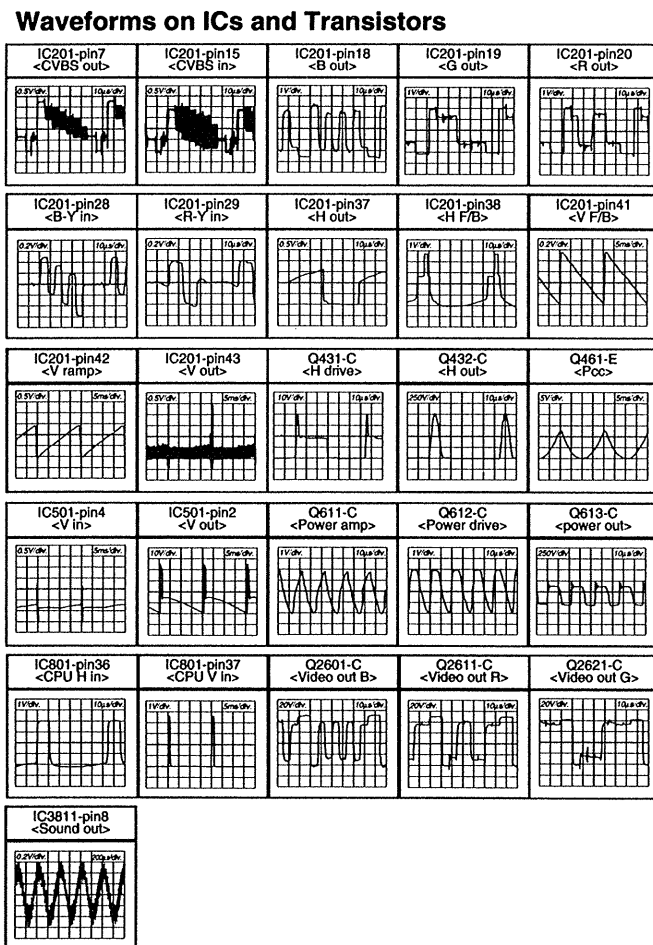 Waveforms on ICs and Transistors
IC201-pin7
<CVBS out>
0.5V/div. 10µs/div.
IC201-pin15
<CVBS in>
0.5V/div. 10µs/div.
IC201-pin18
<B out>
1V/div. 10µs/div.
IC201-pin19
<G out>
1V/div. 10µs/div.
IC201-pin20
<R out>
1V/div. 10µs/div.
IC201-pin28
<B-Y in>
0.2V/div. 10µs/div.
IC201-pin29
<R-Y in>
0.2V/div. 10µs/div.
IC201-pin37
<H out>
0.5V/div. 10µs/div.
IC201-pin38
<H F/B>
1V/div. 10µs/div.
IC201-pin41
<V F/B>
0.2V/div. 5ms/div.
IC201-pin42
<V ramp>
0.5V/div. 5ms/div.
IC201-pin43
<V out>
0.5V/div. 5ms/div.
Q431-C
<H drive>
10V/div. 10µs/div.
Q432-C
<H out>
250V/div. 10µs/div.
Q461-E
<Pcc>
5V/div. 5ms/div.
IC501-pin4
<V in>
0.5V/div. 5ms/div.
IC501-pin2
<V out>
10V/div. 5ms/div.
Q611-C
<Power amp>
1V/div. 10µs/div.
Q612-C
<Power drive>
1V/div. 10µs/div.
Q613-C
<power out>
250V/div. 10µs/div.
IC801-pin36
<CPU H in>
1V/div. 10µs/div.
IC801-pin37
<CPU V in>
1V/div. 5ms/div.
Q2601-C
<Video out B>
20V/div. 10µs/div.
Q2611-C
<Video out R>
20V/div. 10µs/div.
Q2621-C
<Video out G>
20V/div. 10µs/div.
IC3811-pin8
<Sound out>
0.2V/div. 200µs/div.